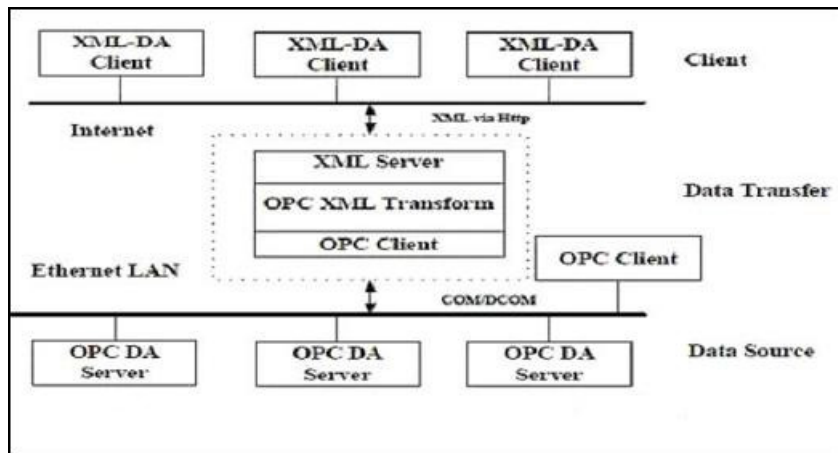 XML-DA
Client
XML-DA
Client
XML-DA
Client
Client
Internet
XML via Http
XML Server
OPC XML Transform
OPC Client
Data Transfer
Ethernet LAN
OPC Client
COM/DCOM
OPC DA
Server
OPC DA
Server
OPC DA
Server
Data Source